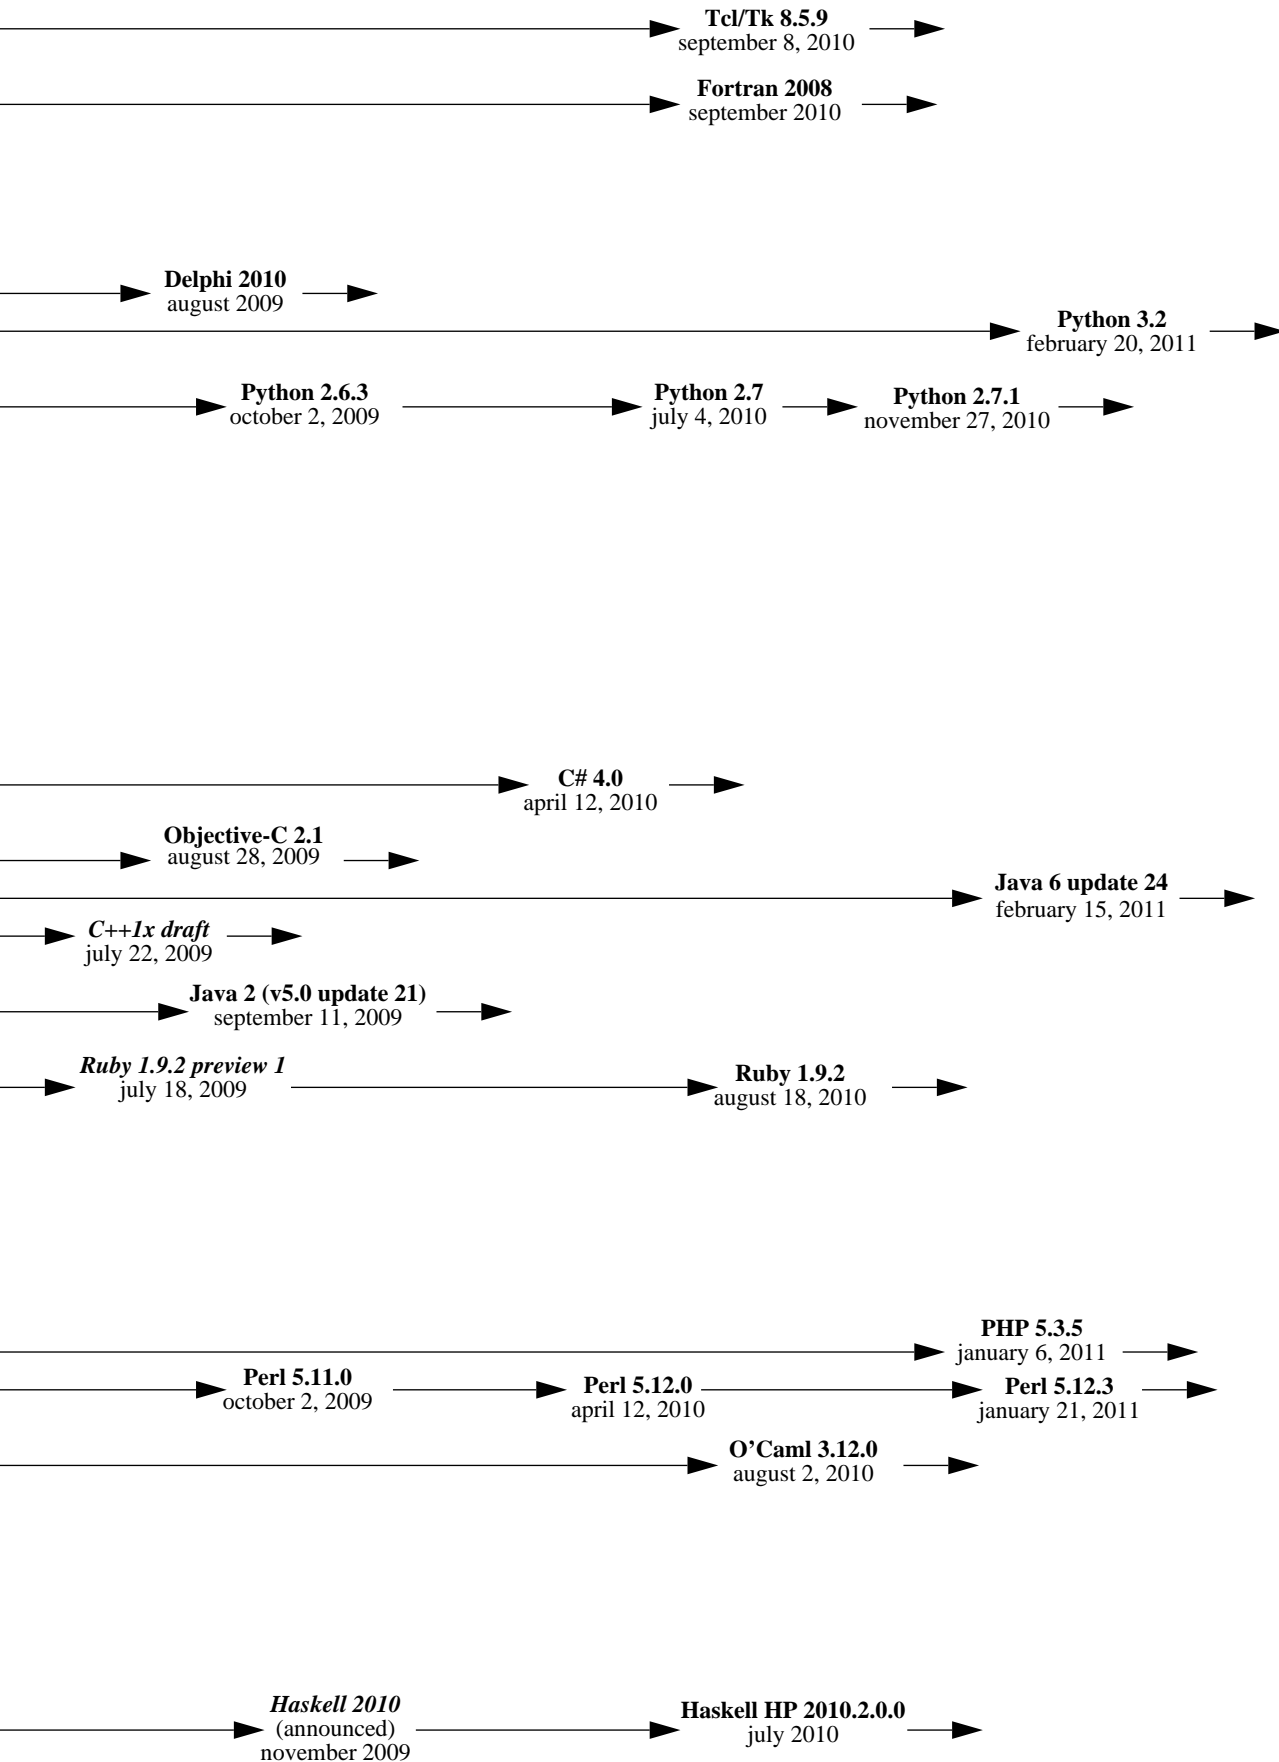 Tcl/Tk 8.5.9
september 8, 2010
Fortran 2008
september 2010
Delphi 2010
august 2009
Python 3.2
february 20, 2011
Python 2.6.3
october 2, 2009
Python 2.7
july 4, 2010
Python 2.7.1
november 27, 2010
C# 4.0
april 12, 2010
Objective-C 2.1
august 28, 2009
Java 6 update 24
february 15, 2011
C++1x draft
july 22, 2009
Java 2 (v5.0 update 21)
september 11, 2009
Ruby 1.9.2 preview 1
july 18, 2009
Ruby 1.9.2
august 18, 2010
PHP 5.3.5
january 6, 2011
Perl 5.11.0
october 2, 2009
Perl 5.12.0
april 12, 2010
Perl 5.12.3
january 21, 2011
O’Caml 3.12.0
august 2, 2010
Haskell 2010
(announced)
november 2009
Haskell HP 2010.2.0.0
july 2010